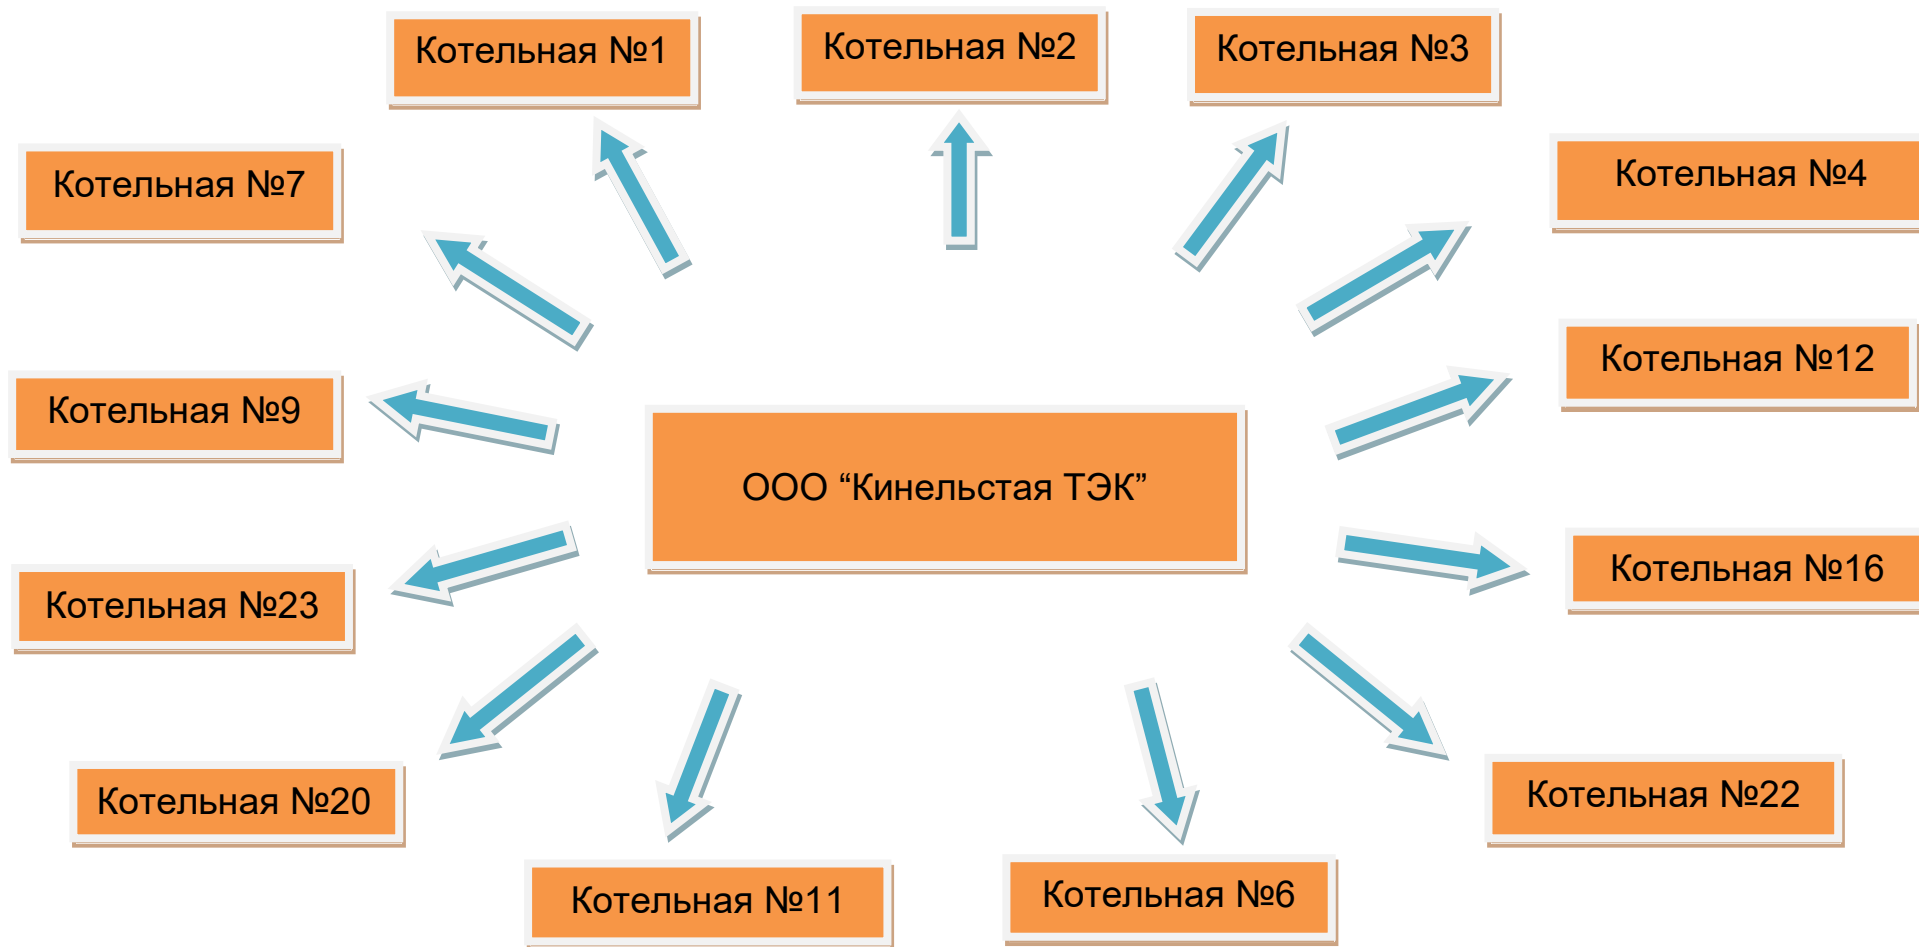 Котельная №1
Котельная №2
Котельная №3
Котельная №7
Котельная №4
Котельная №12
Котельная №9
ООО “Кинельстая ТЭК”
Котельная №16
Котельная №23
Котельная №20
Котельная №22
Котельная №11
Котельная №6